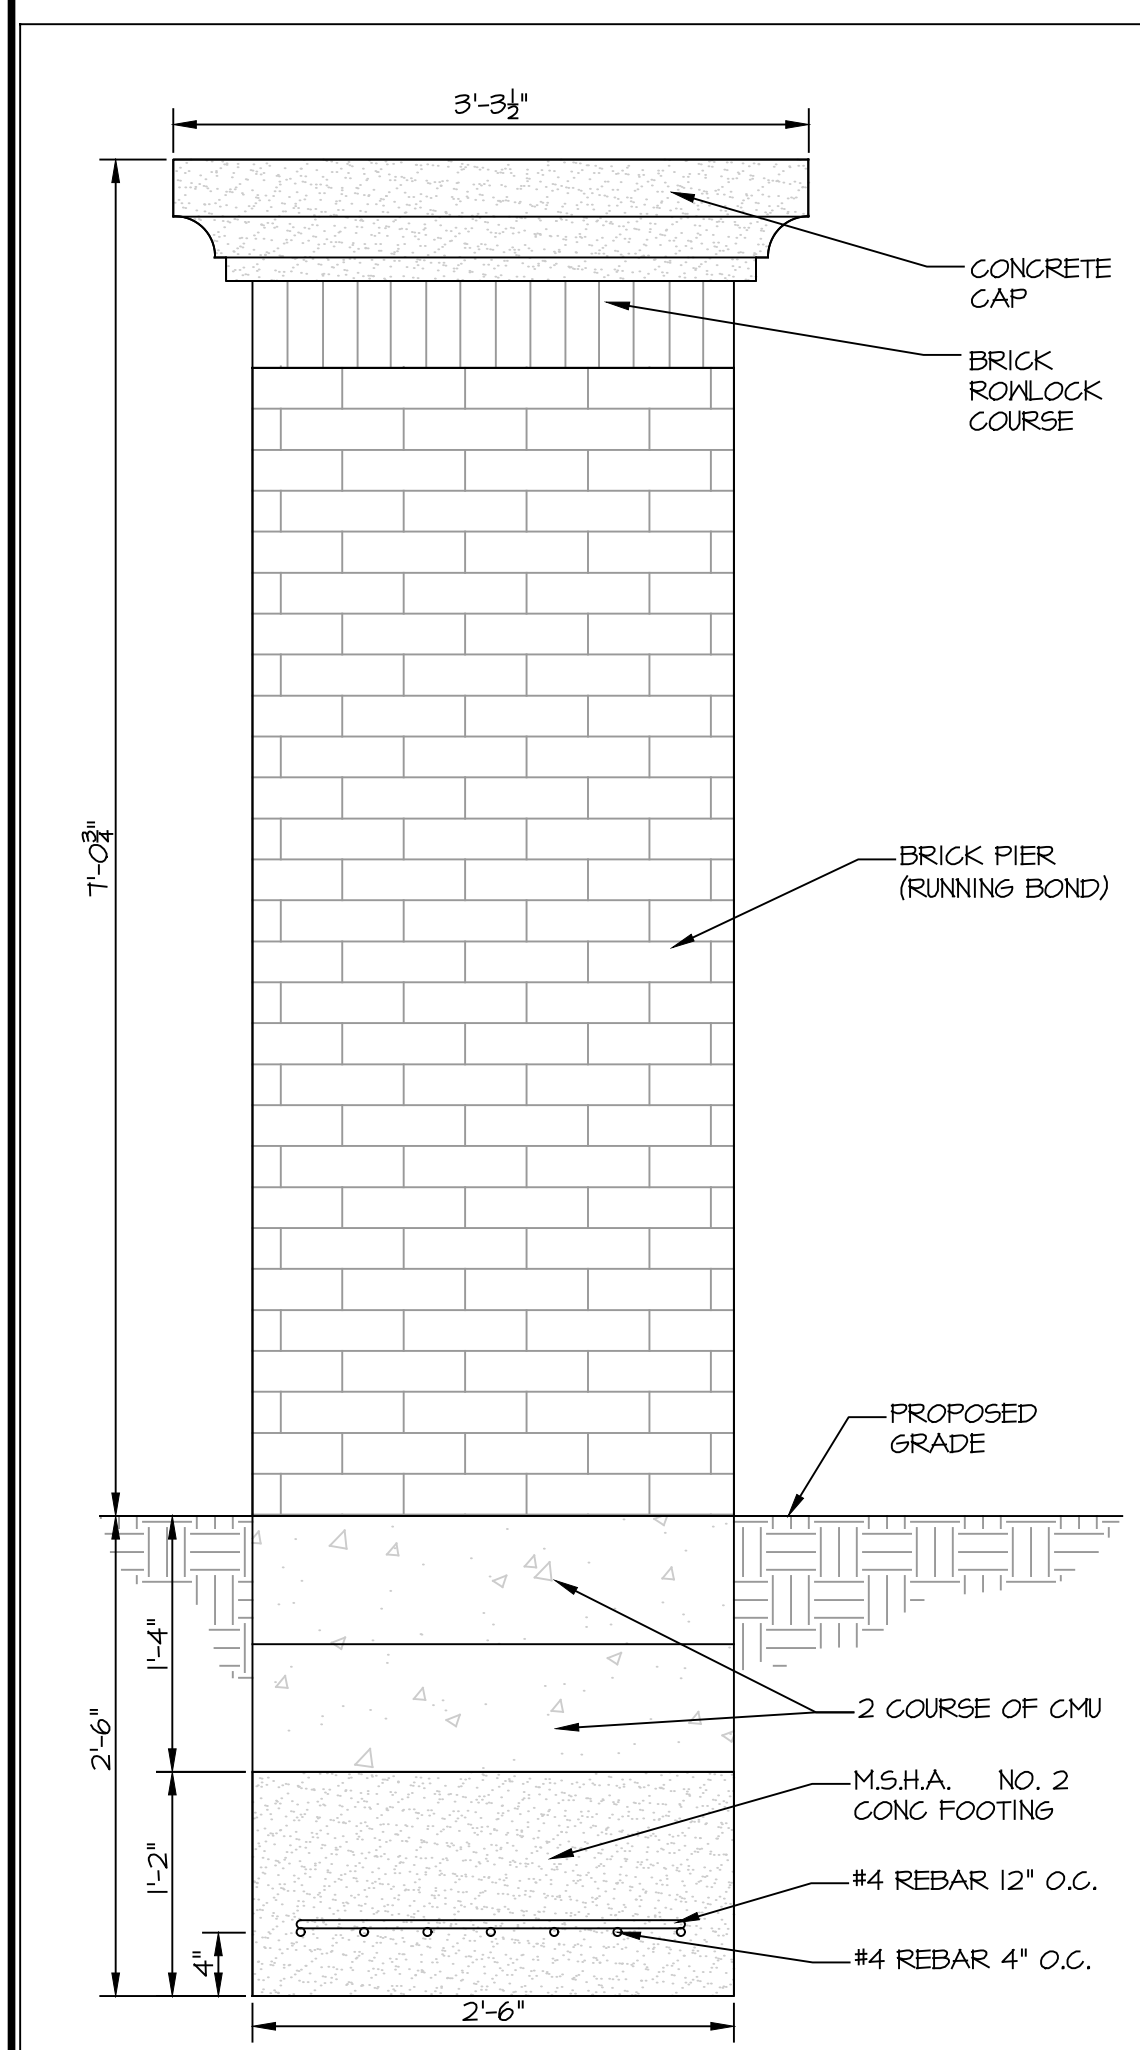 3'-3½"
CONCRETE
CAP
BRICK
ROWLOCK
COURSE
7'-0¾"
BRICK PIER
(RUNNING BOND)
PROPOSED
GRADE
1'-4"
2'-6"
2 COURSE OF CMU
M.S.H.A. NO. 2
CONC FOOTING
1'-2"
#4 REBAR 12" O.C.
4"
#4 REBAR 4" O.C.
2'-6"